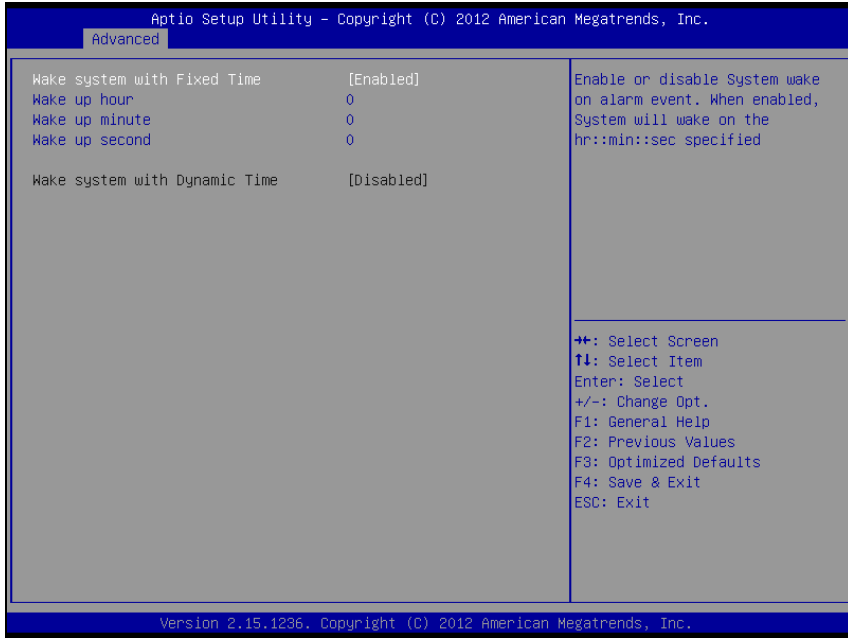 Aptio Setup Utility – Copyright (C) 2012 American Megatrends, Inc.
Advanced
Wake system with Fixed Time [Enabled]
Wake up hour 0
Wake up minute 0
Wake up second 0
Wake system with Dynamic Time [Disabled]
Enable or disable System wake
on alarm event. When enabled,
System will wake on the
hr::min::sec specified
→←: Select Screen
↑↓: Select Item
Enter: Select
+/-: Change Opt.
F1: General Help
F2: Previous Values
F3: Optimized Defaults
F4: Save & Exit
ESC: Exit
Version 2.15.1236. Copyright (C) 2012 American Megatrends, Inc.